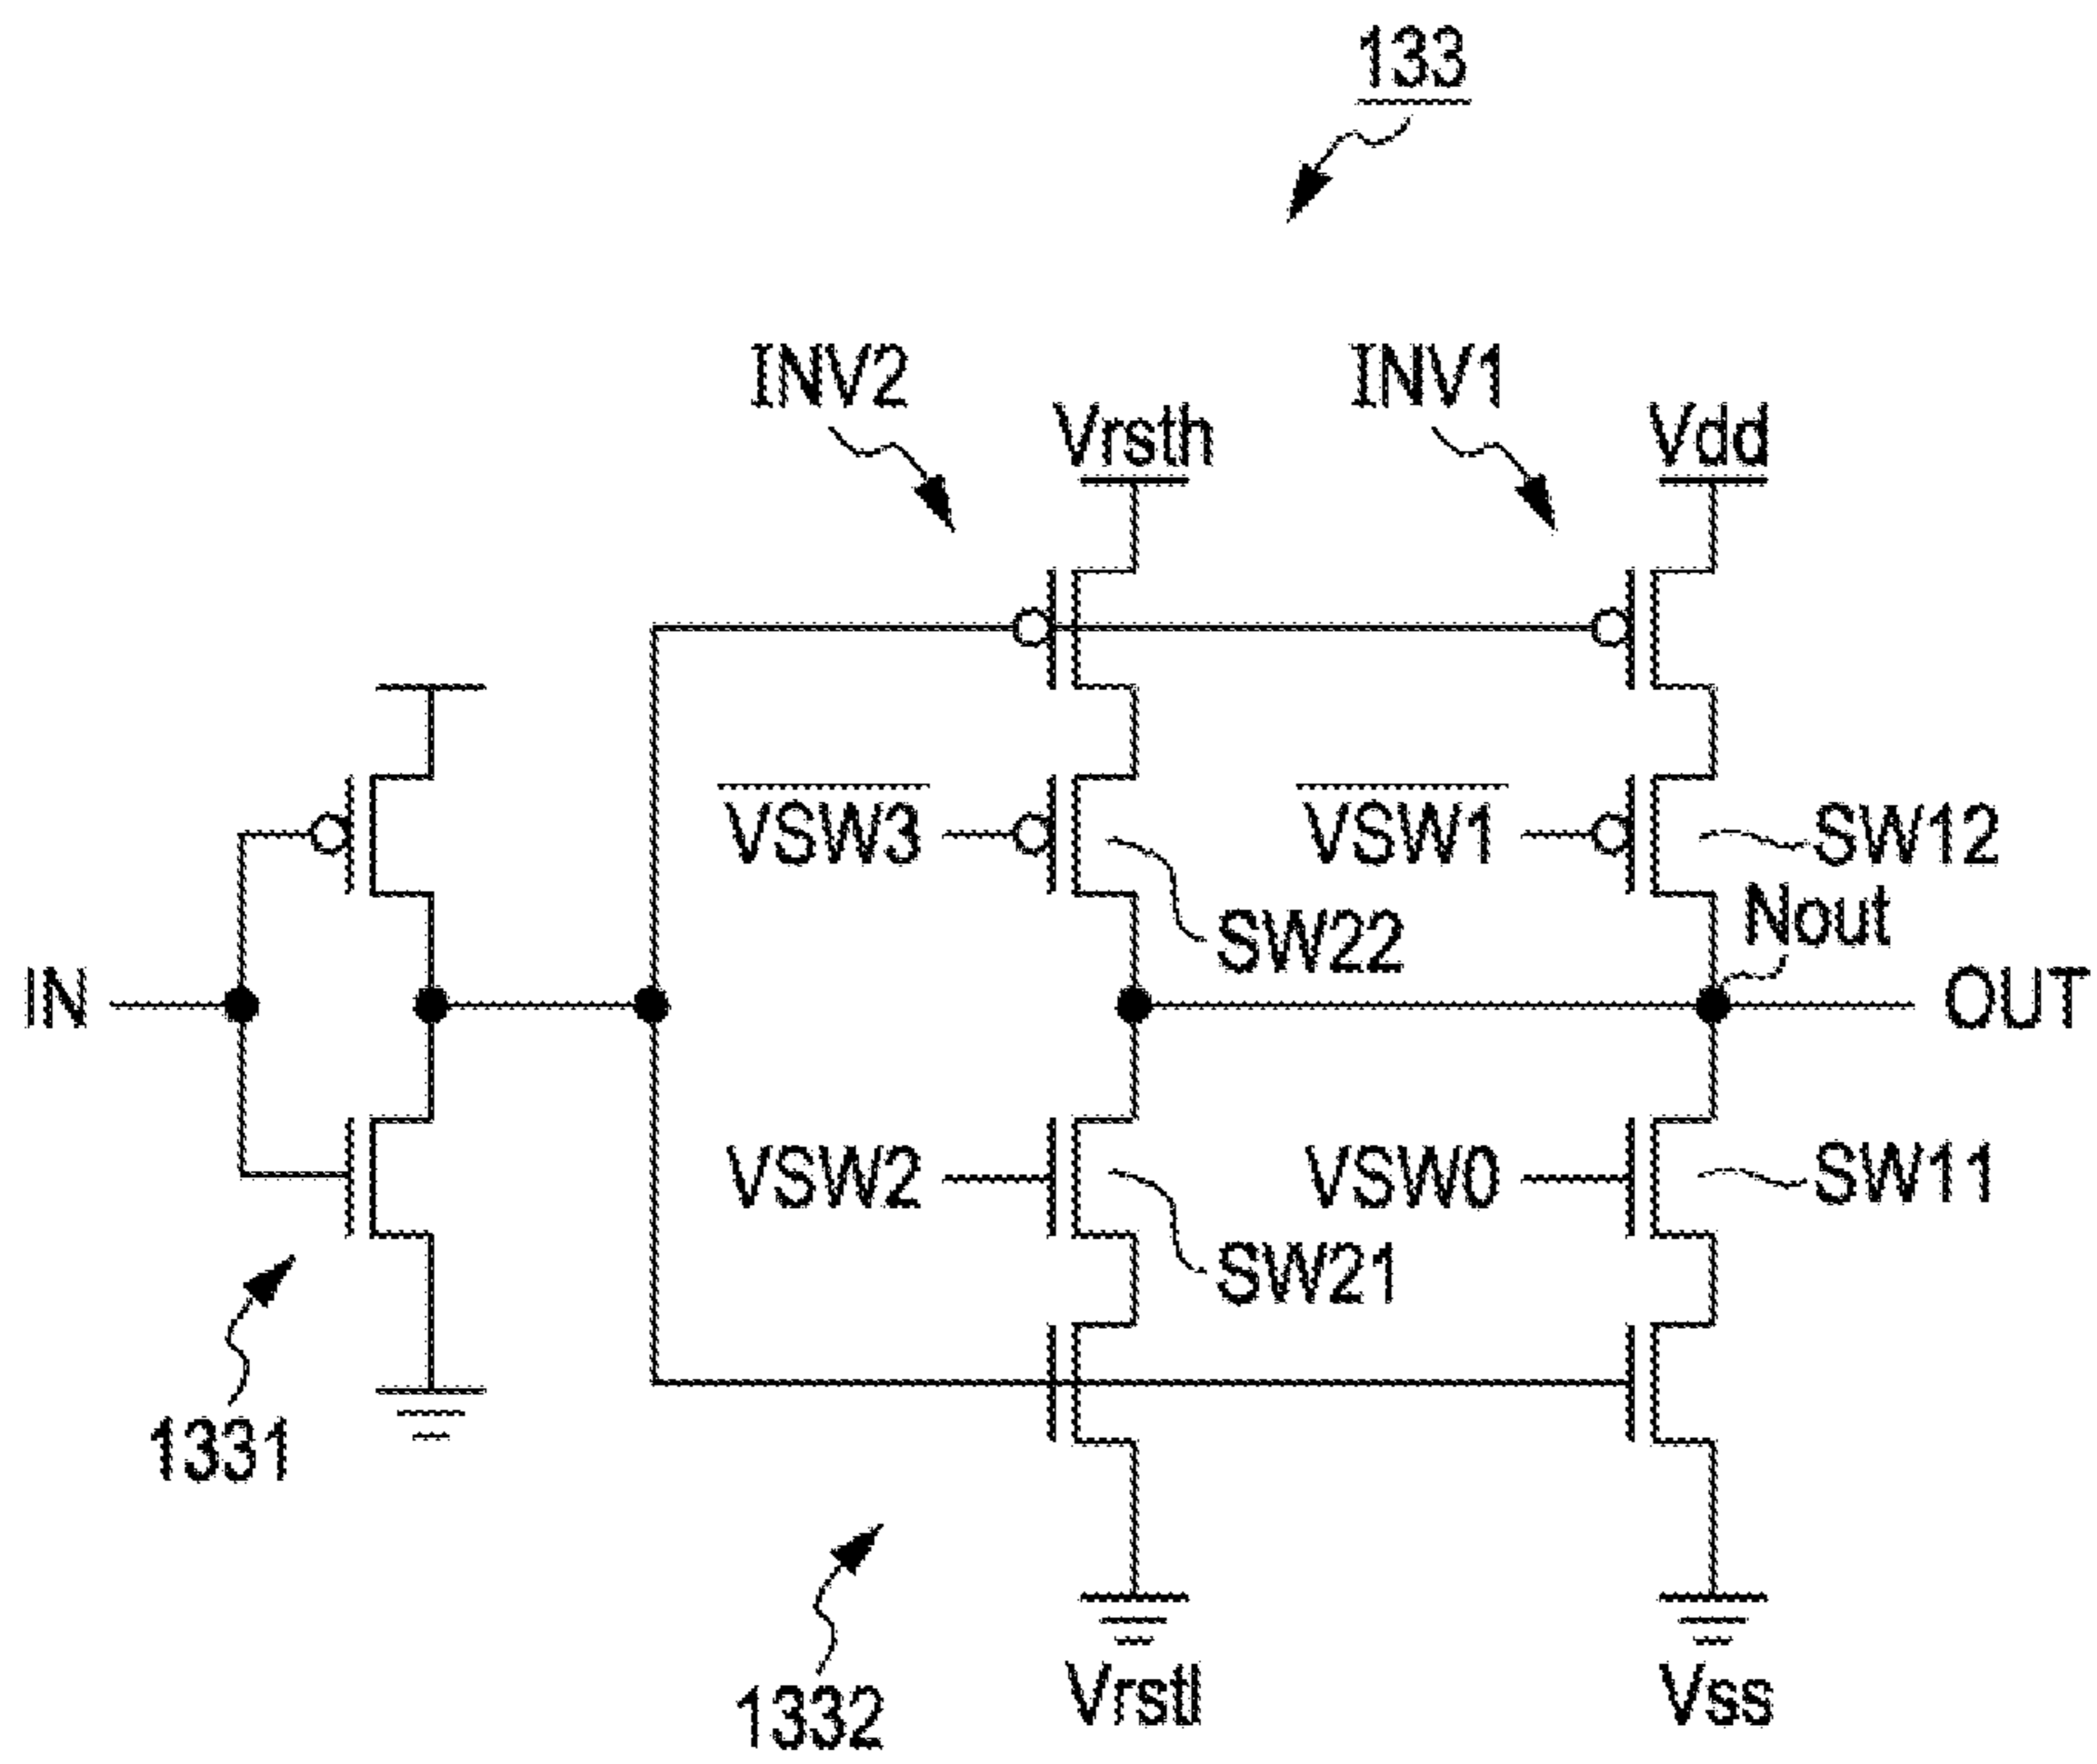 133
INV2
INV1
Vrsth
Vdd
VSW3
VSW1
SW12
SW22
Nout
IN
OUT
VSW2
VSW0
SW11
SW21
1331
1332
Vrstl
Vss